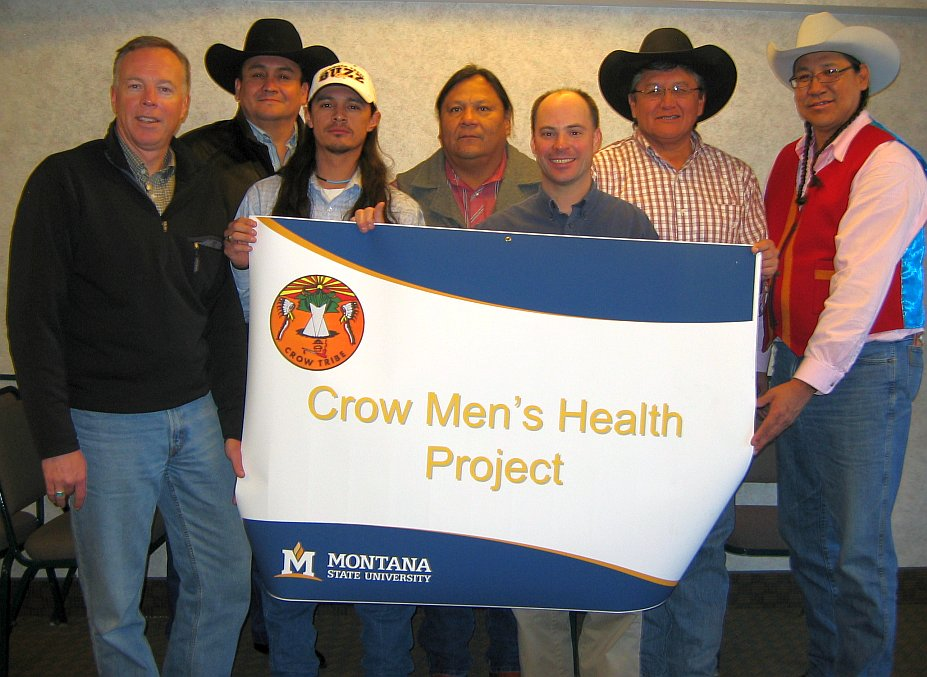 BUZZ
CROW TRIBE
Crow Men's Health
Project
M MONTANA
STATE UNIVERSITY